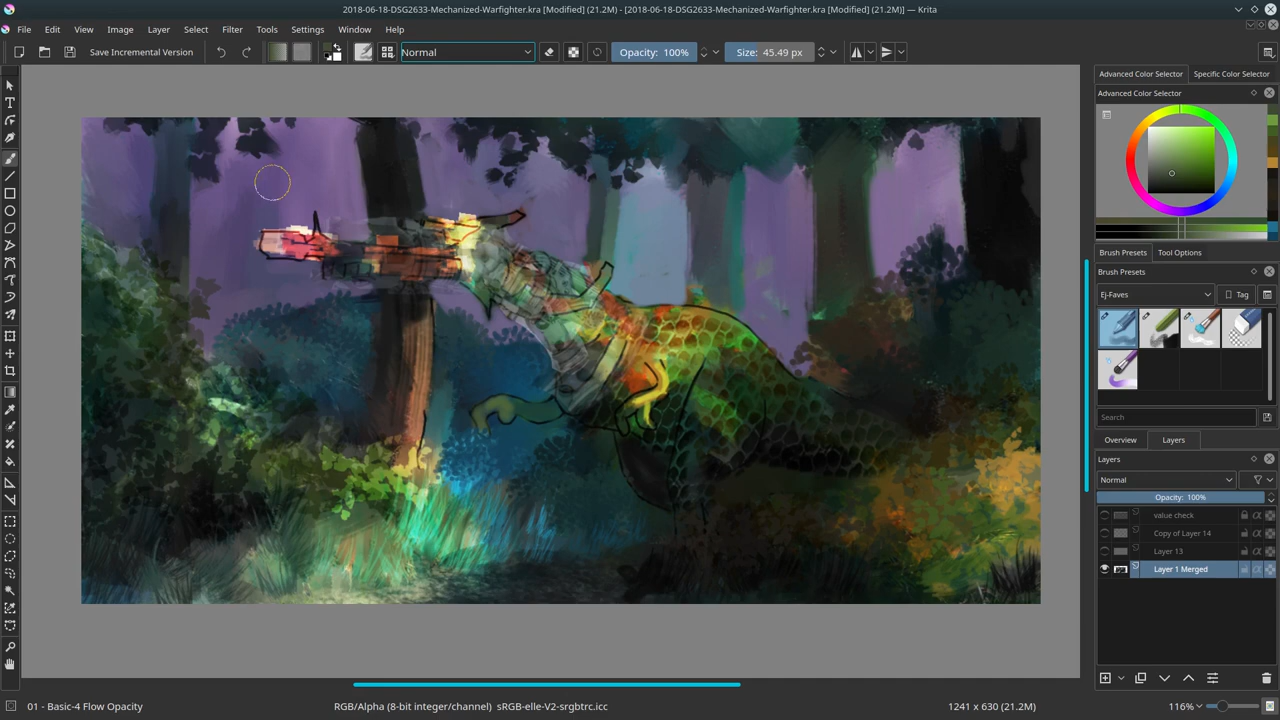 2018-06-18-DSG2633-Mechanized-Warfighter.kra [Modified] (21.2M) - [2018-06-18-DSG2633-Mechanized-Warfighter.kra [Modified] (21.2M)] — Krita
File Edit View Image Layer Select Filter Tools Settings Window Help
Save Incremental Version Normal Opacity: 100% Size: 45.49 px
Advanced Color Selector Specific Color Selector
Advanced Color Selector
Brush Presets Tool Options
Brush Presets
Ej-Faves Tag
Search
Overview Layers
Layers
Normal
Opacity: 100%
value check
Copy of Layer 14
Layer 13
Layer 1 Merged
01 - Basic-4 Flow Opacity RGB/Alpha (8-bit integer/channel) sRGB-elle-V2-srgbtrc.icc 1241 x 630 (21.2M) 116%